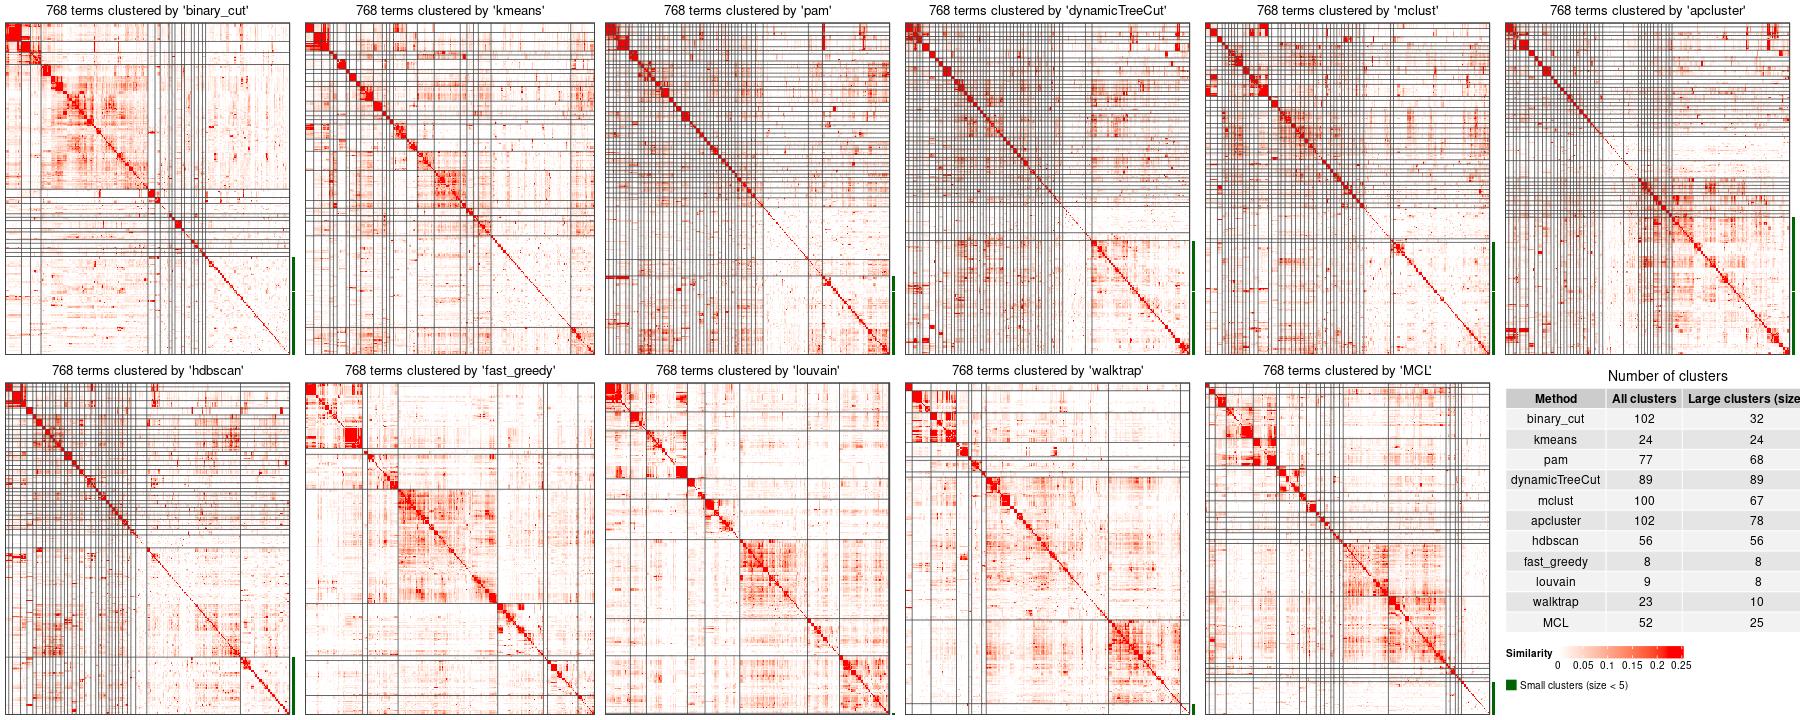 768 terms clustered by 'binary_cut'
768 terms clustered by 'kmeans'
768 terms clustered by 'pam'
768 terms clustered by 'dynamicTreeCut'
768 terms clustered by 'mclust'
768 terms clustered by 'apcluster'
768 terms clustered by 'hdbscan'
768 terms clustered by 'fast_greedy'
768 terms clustered by 'louvain'
768 terms clustered by 'walktrap'
768 terms clustered by 'MCL'
Number of clusters
Method All clusters Large clusters (size
binary_cut 102 32
kmeans 24 24
pam 77 68
dynamicTreeCut 89 89
mclust 100 67
apcluster 102 78
hdbscan 56 56
fast_greedy 8 8
louvain 9 8
walktrap 23 10
MCL 52 25
Similarity
0 0.05 0.1 0.15 0.2 0.25
Small clusters (size < 5)